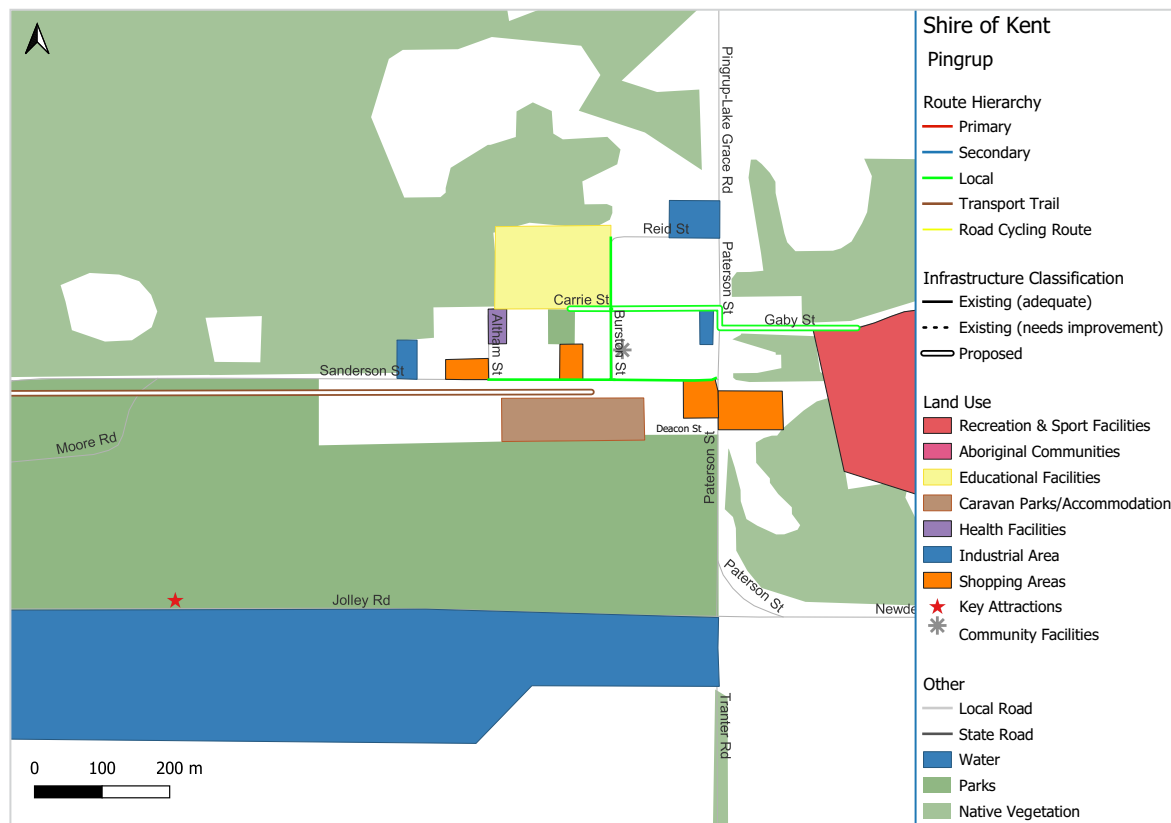 Shire of Kent
Pingrup
Route Hierarchy
Primary
Secondary
Local
Transport Trail
Road Cycling Route
Infrastructure Classification
Existing (adequate)
Existing (needs improvement)
Proposed
Land Use
Recreation & Sport Facilities
Aboriginal Communities
Educational Facilities
Caravan Parks/Accommodation
Health Facilities
Industrial Area
Shopping Areas
Key Attractions
Community Facilities
Other
Local Road
State Road
Water
Parks
Native Vegetation
Pingrup-Lake Grace Rd
Reid St
Paterson St
Carrie St
Gaby St
Altham St
Burston St
Sanderson St
Moore Rd
Deacon St
Paterson St
Paterson St
Jolley Rd
Newde
Tranter Rd
0 100 200 m